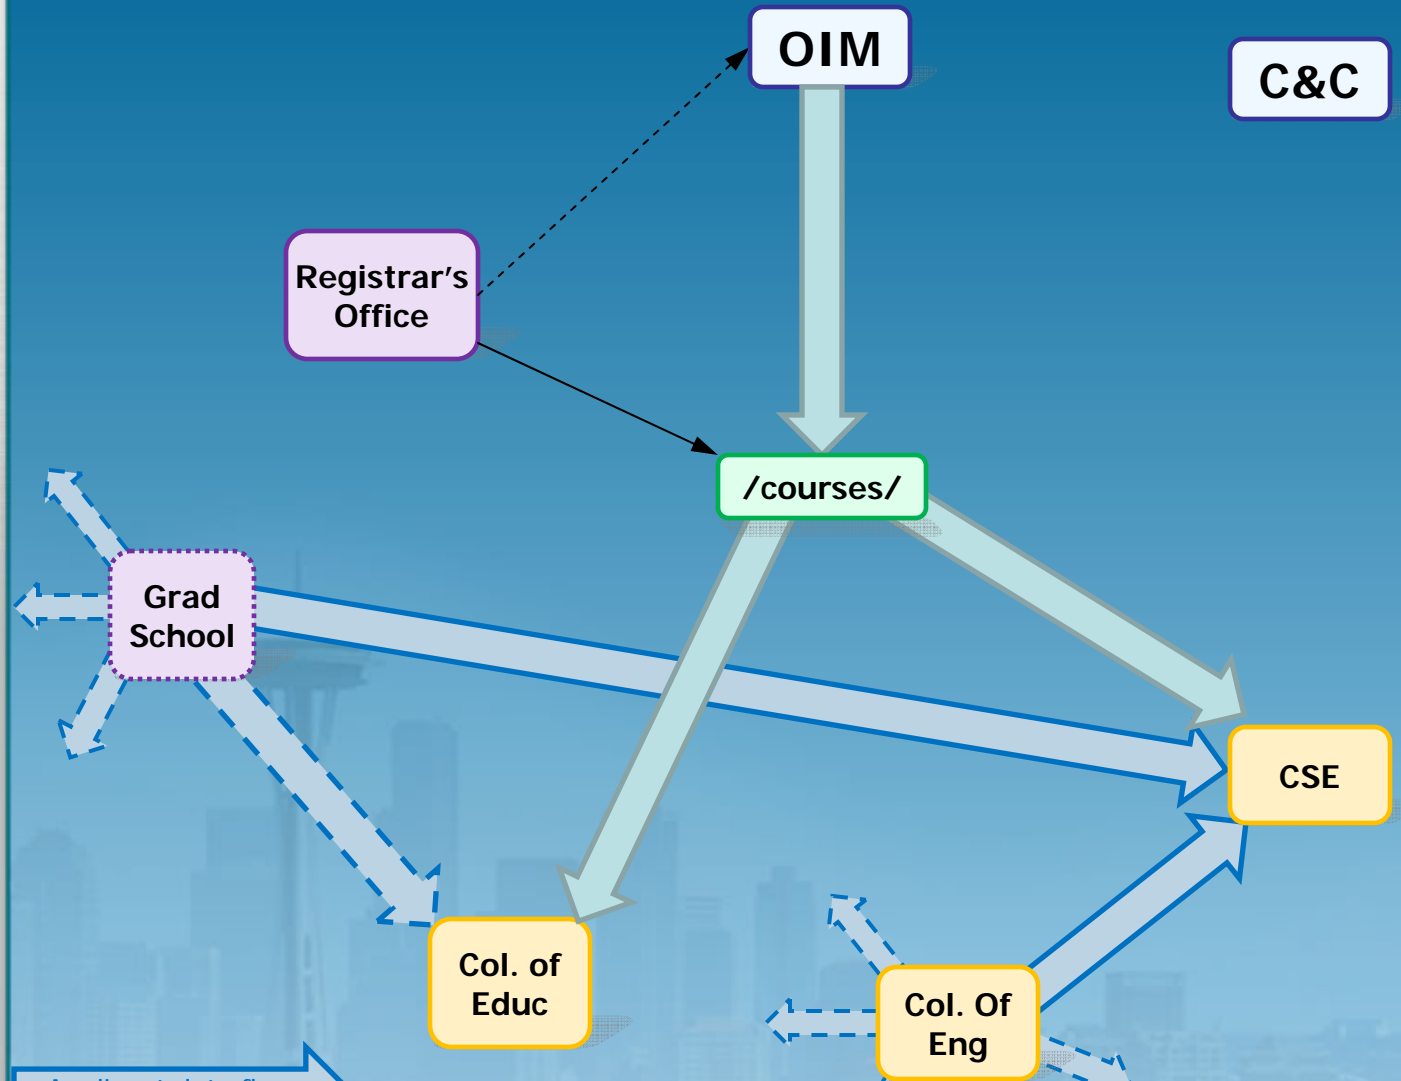 OIM
C&C
Registrar's
Office
/courses/
Grad
School
CSE
Col. of
Educ
Col. Of
Eng